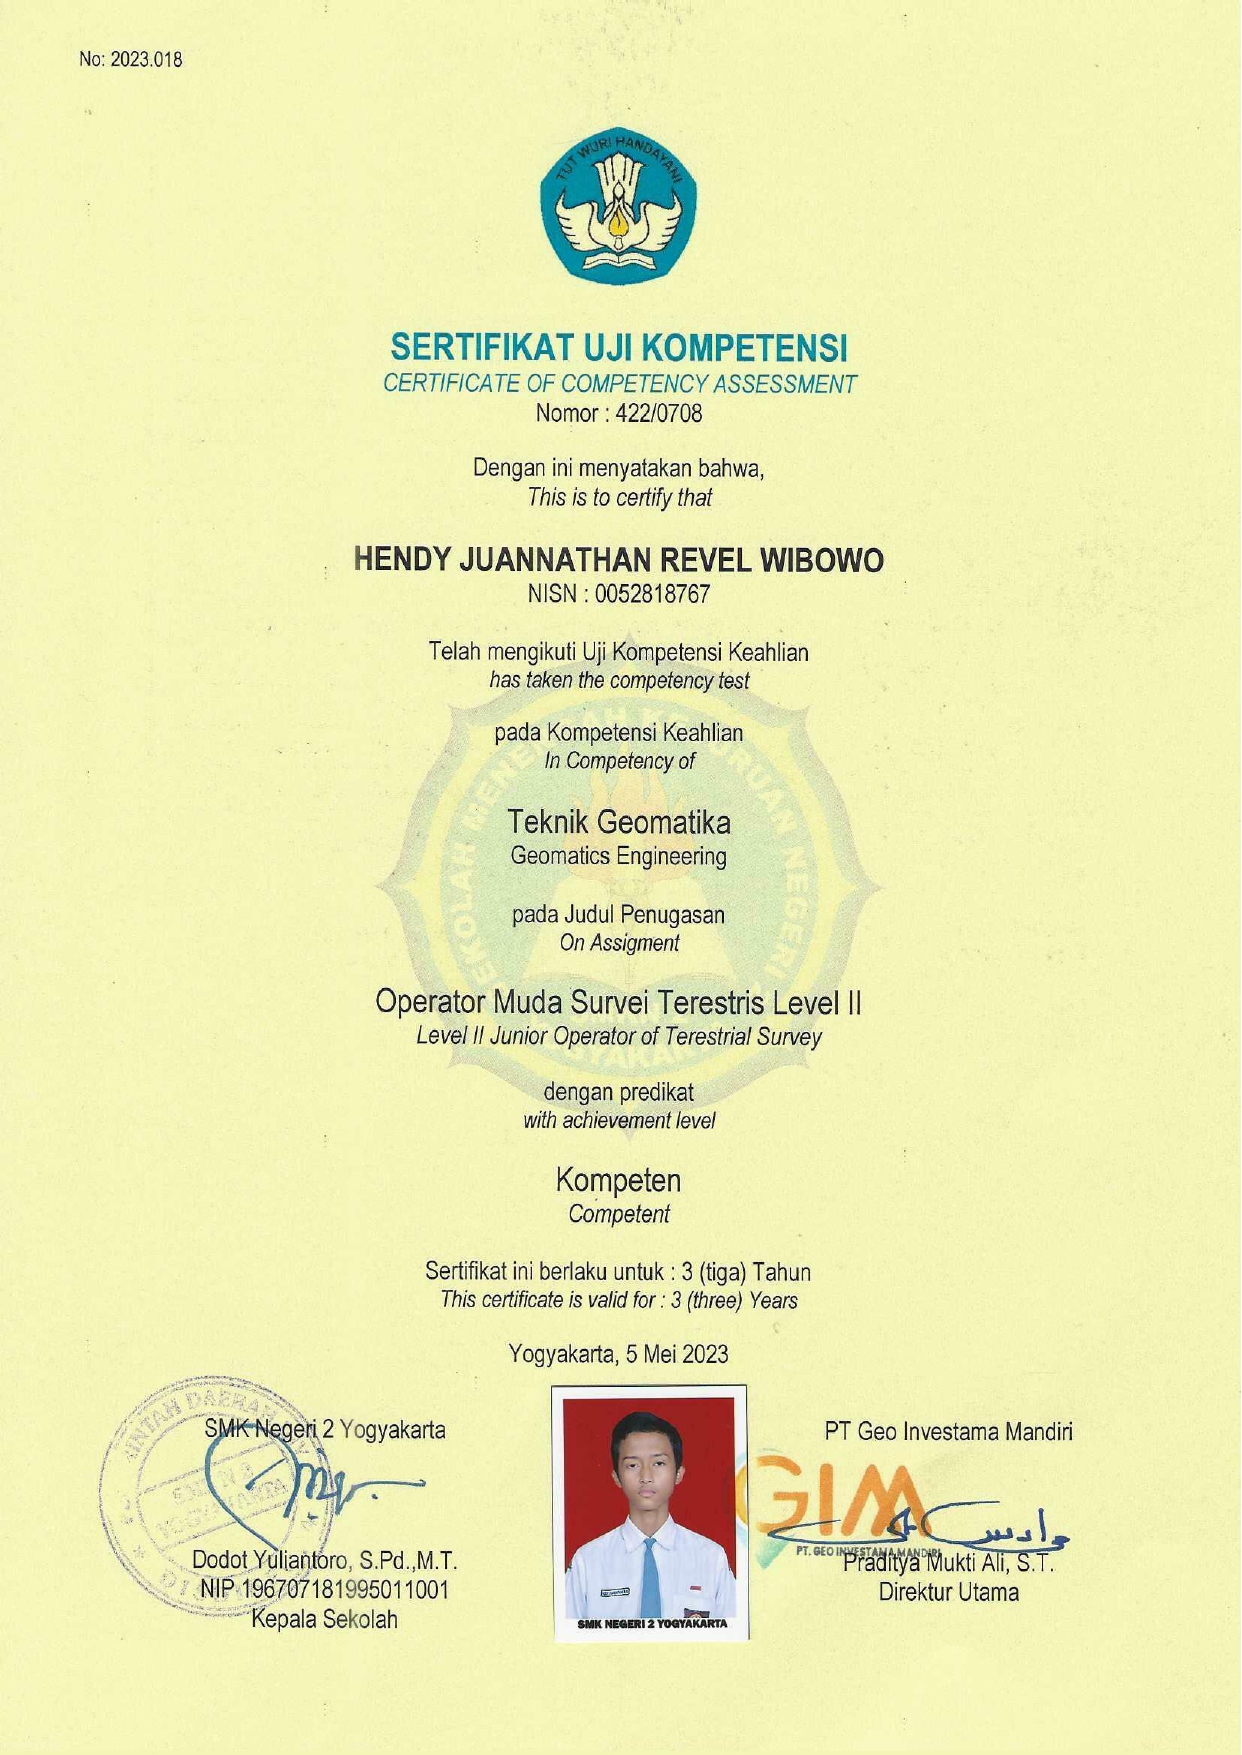 No: 2023.018
TUT WURI HANDAYANI
SERTIFIKAT UJI KOMPETENSI
CERTIFICATE OF COMPETENCY ASSESSMENT
Nomor : 422/0708
Dengan ini menyatakan bahwa,
This is to certify that
HENDY JUANNATHAN REVEL WIBOWO
NISN : 0052818767
Telah mengikuti Uji Kompetensi Keahlian
has taken the competency test
pada Kompetensi Keahlian
In Competency of
Teknik Geomatika
Geomatics Engineering
pada Judul Penugasan
On Assigment
Operator Muda Survei Terestris Level II
Level II Junior Operator of Terestrial Survey
dengan predikat
with achievement level
Kompeten
Competent
Sertifikat ini berlaku untuk : 3 (tiga) Tahun
This certificate is valid for : 3 (three) Years
Yogyakarta, 5 Mei 2023
SMK Negeri 2 Yogyakarta
Dodot Yuliantoro, S.Pd.,M.T.
NIP 196707181995011001
Kepala Sekolah
SMK NEGERI 2 YOGYAKARTA
PT Geo Investama Mandiri
GIM
PT. GEO INVESTAMA MANDIRI
Praditya Mukti Ali, S.T.
Direktur Utama